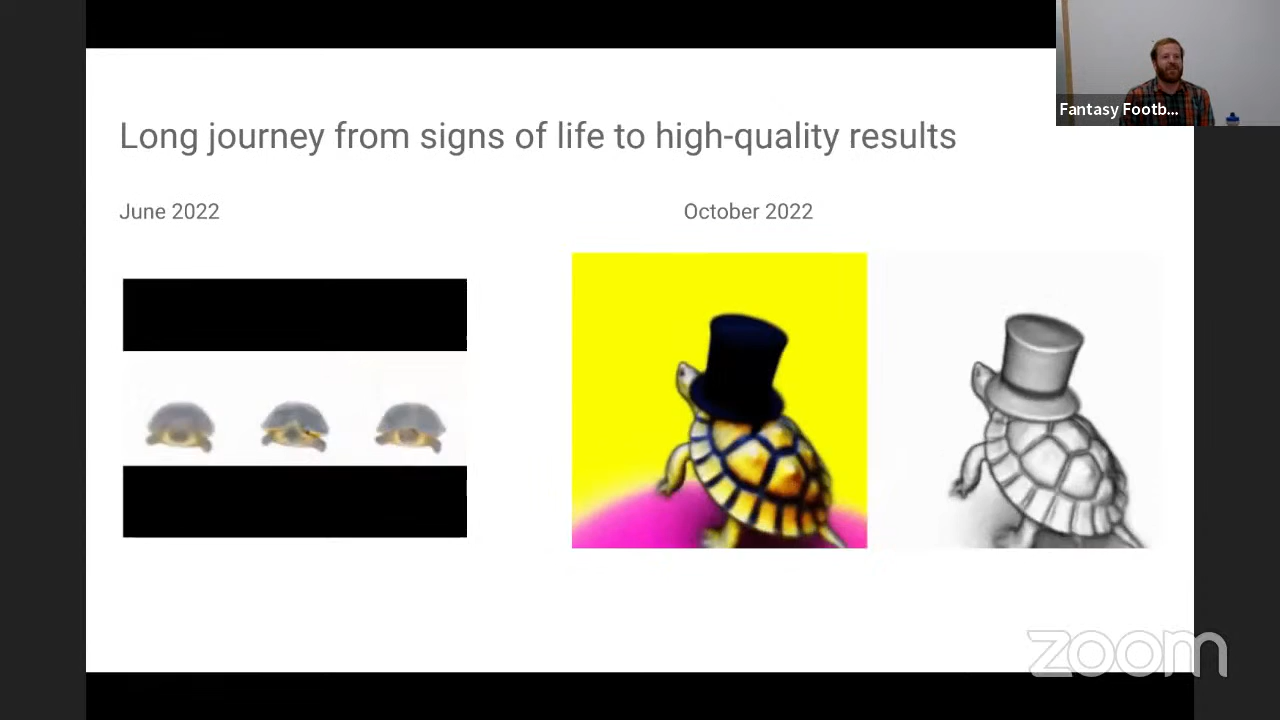 Fantasy Footb...
Long journey from signs of life to high-quality results
June 2022
October 2022
zoom